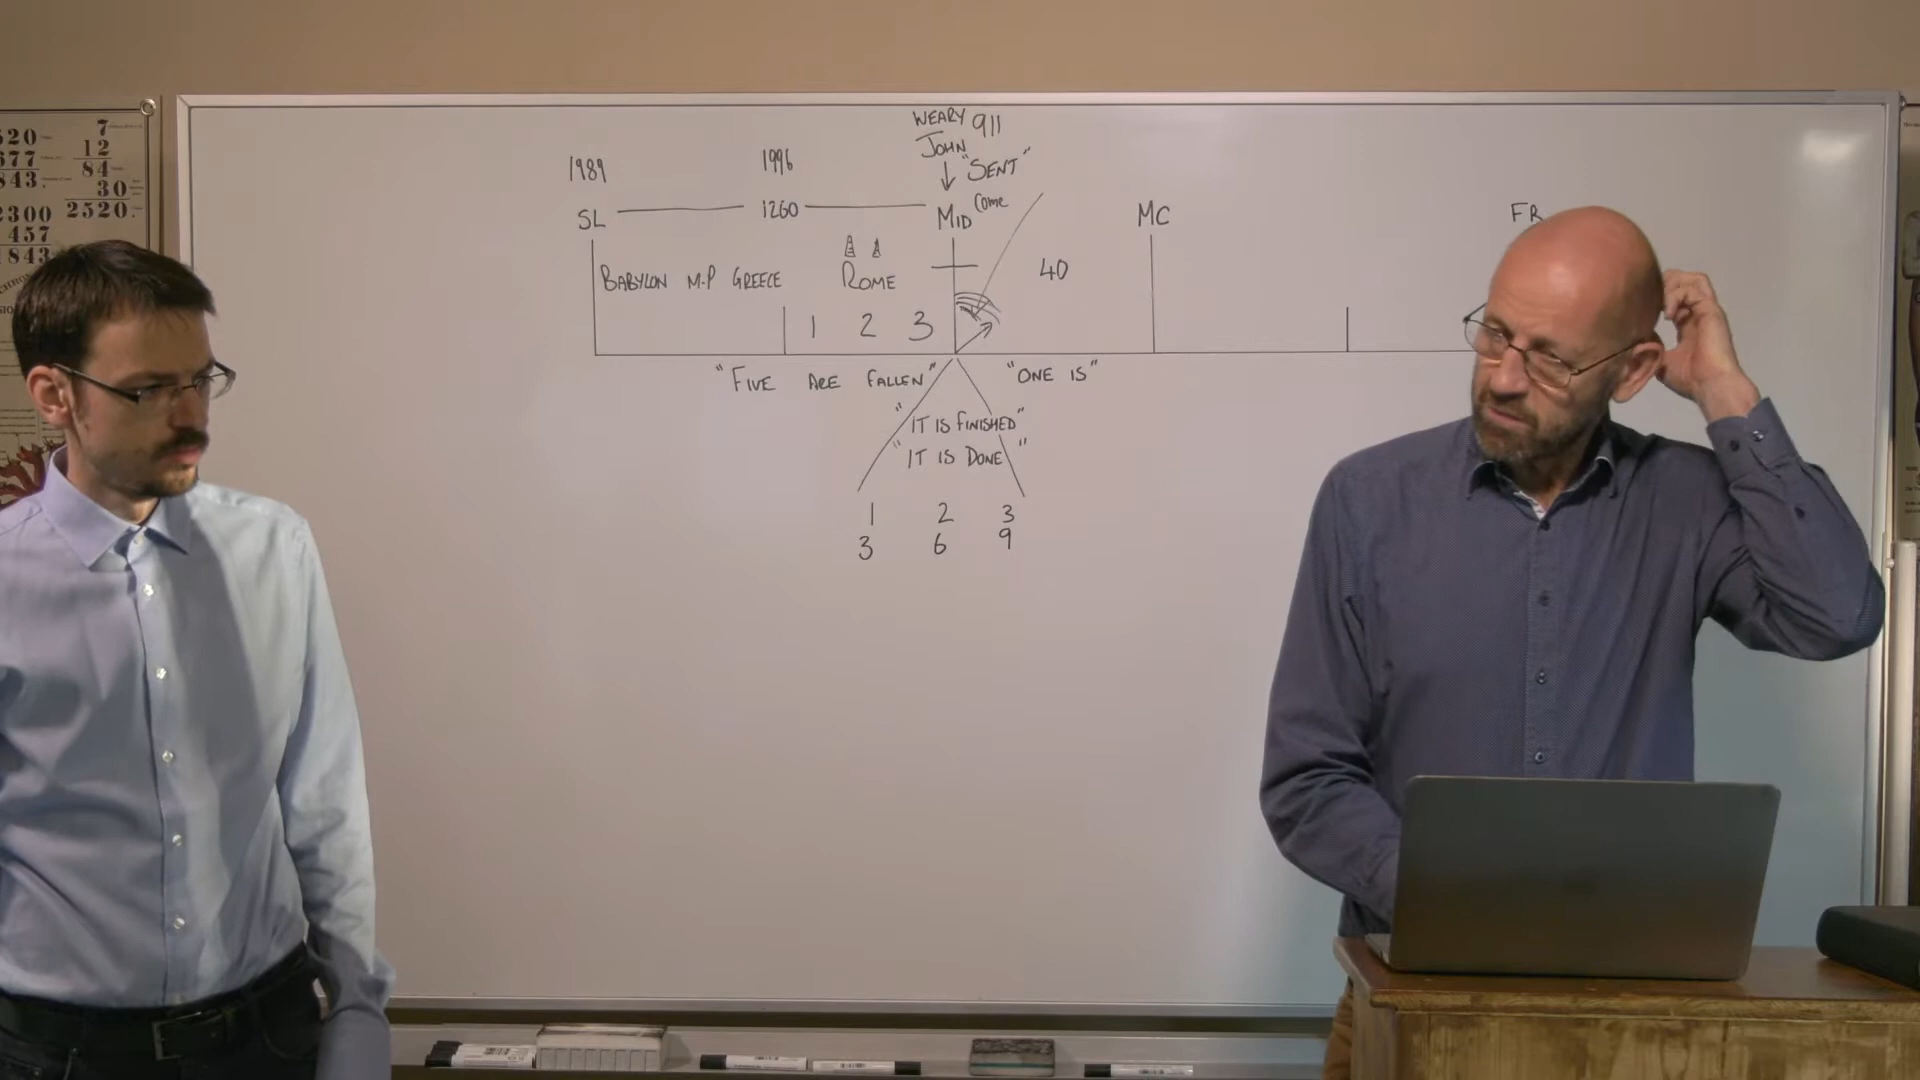 WEARY 911
JOHN
"SENT"
1989
1996
SL
1260
MID
COME
MC
FR
BABYLON M.P GREECE
ROME
40
1 2 3
"FIVE ARE FALLEN"
"ONE IS"
"IT IS FINISHED"
"IT IS DONE"
1 2 3
3 6 9
7
12
84
30
2520.
520
677
843.
2300
457
1843